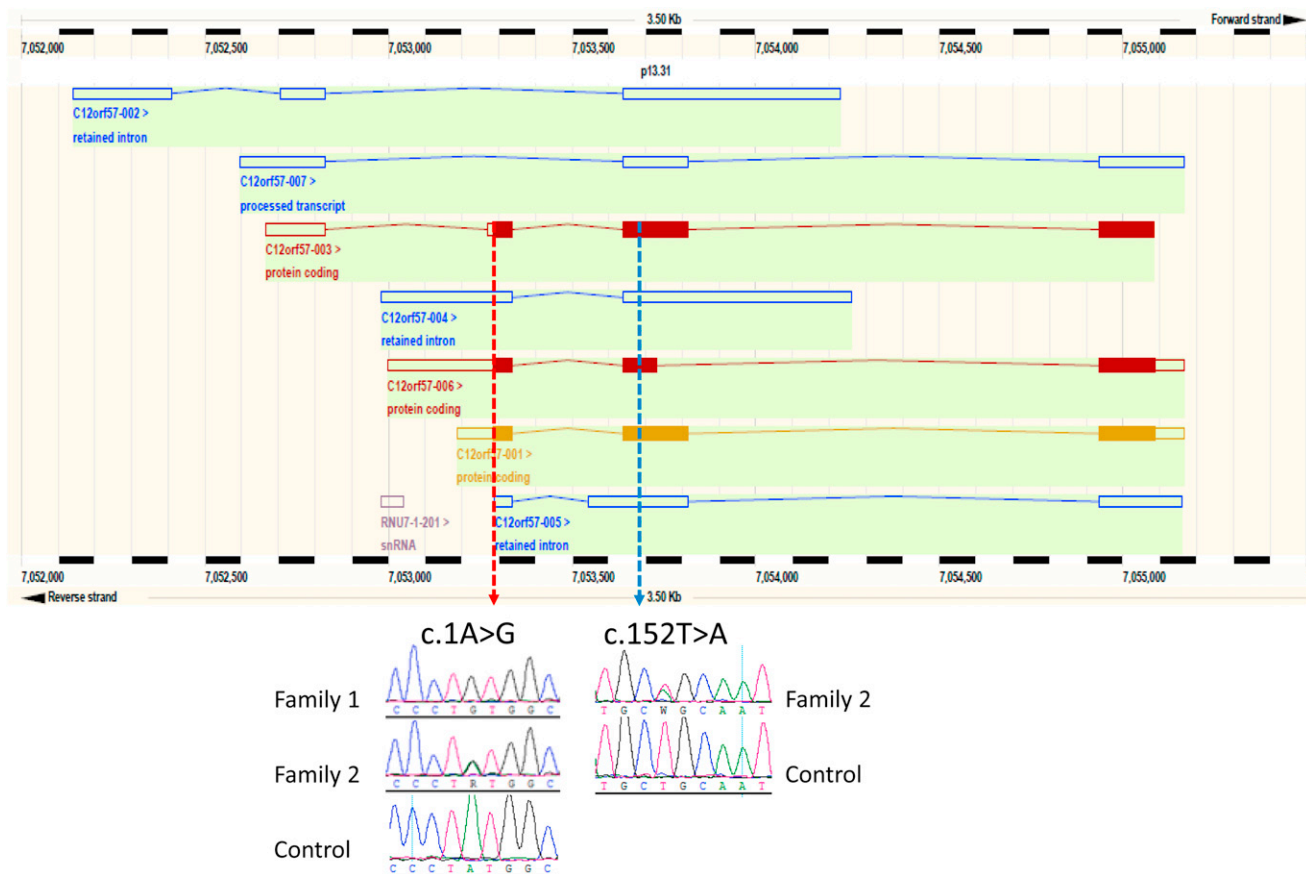 3.50 Kb Forward strand
7,052,000 7,052,500 7,053,000 7,053,500 7,054,000 7,054,500 7,055,000
p13.31
C12orf57-002 >
retained intron
C12orf57-007 >
processed transcript
C12orf57-003 >
protein coding
C12orf57-004 >
retained intron
C12orf57-006 >
protein coding
C12orf57-001 >
protein coding
RNU7-1-201 > C12orf57-005 >
snRNA retained intron
7,052,000 7,052,500 7,053,000 7,053,500 7,054,000 7,054,500 7,055,000
Reverse strand 3.50 Kb
c.1A>G c.152T>A
Family 1 C C C T G T G G C T G C W G C A A T Family 2
Family 2 C C C T R T G G C T G C T G C A A T Control
Control C C C T A T G G C